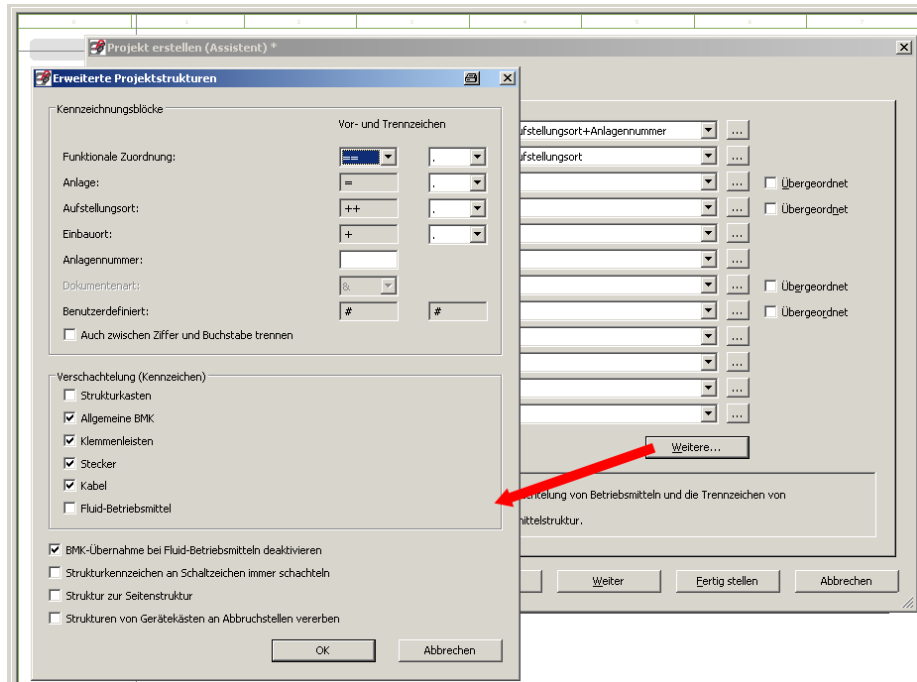 Projekt erstellen (Assistent) *
Erweiterte Projektstrukturen
Kennzeichnungsblöcke
Vor- und Trennzeichen
Funktionale Zuordnung: == .
Anlage: = .
Aufstellungsort: ++ .
Einbauort: + .
Anlagennummer:
Dokumentenart: &
Benutzerdefiniert: # #
Auch zwischen Ziffer und Buchstabe trennen
Verschachtelung (Kennzeichen)
Strukturkasten
Allgemeine BMK
Klemmenleisten
Stecker
Kabel
Fluid-Betriebsmittel
BMK-Übernahme bei Fluid-Betriebsmitteln deaktivieren
Strukturkennzeichen an Schaltzeichen immer schachteln
Struktur zur Seitenstruktur
Strukturen von Gerätekästen an Abbruchstellen vererben
OK Abbrechen
ufstellungsort+Anlagennummer ...
ufstellungsort ...
... Übergeordnet
... Übergeordnet
...
...
... Übergeordnet
... Übergeordnet
...
...
...
...
Weitere...
achtelung von Betriebsmitteln und die Trennzeichen von
mittelstruktur.
Weiter Fertig stellen Abbrechen